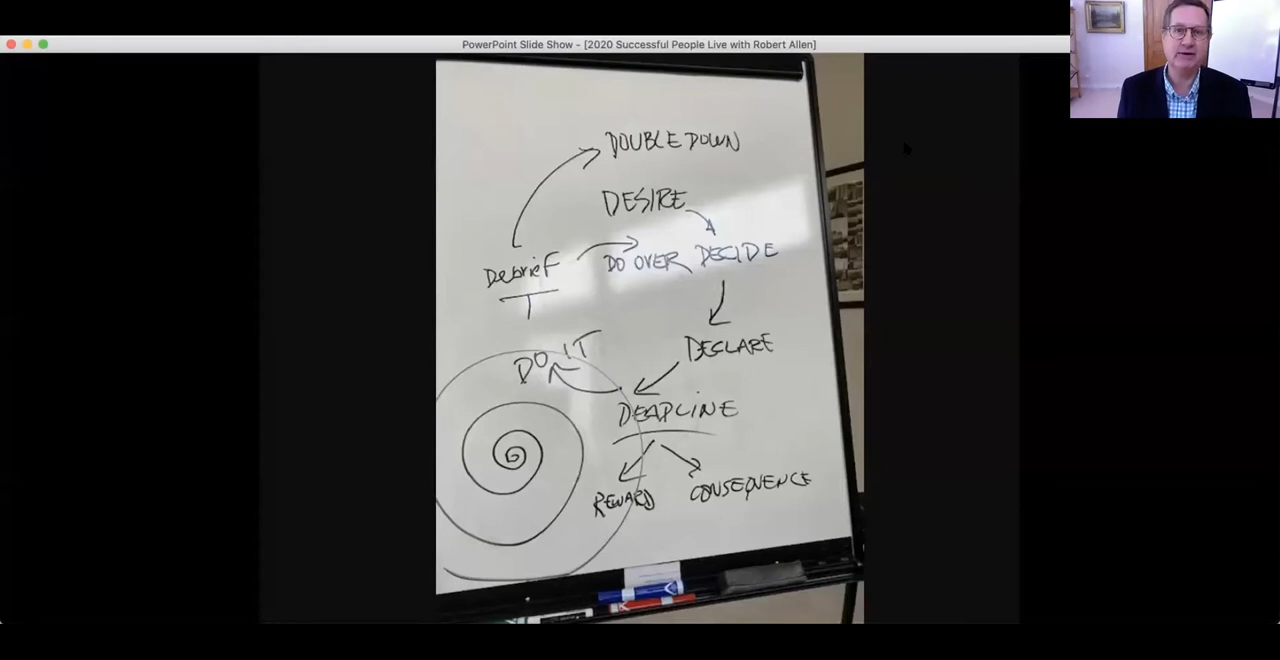 PowerPoint Slide Show - [2020 Successful People Live with Robert Allen]
DOUBLE DOWN
DESIRE
Debrief
DO OVER DECIDE
DO IT
DECLARE
DEADLINE
REWARD
CONSEQUENCE